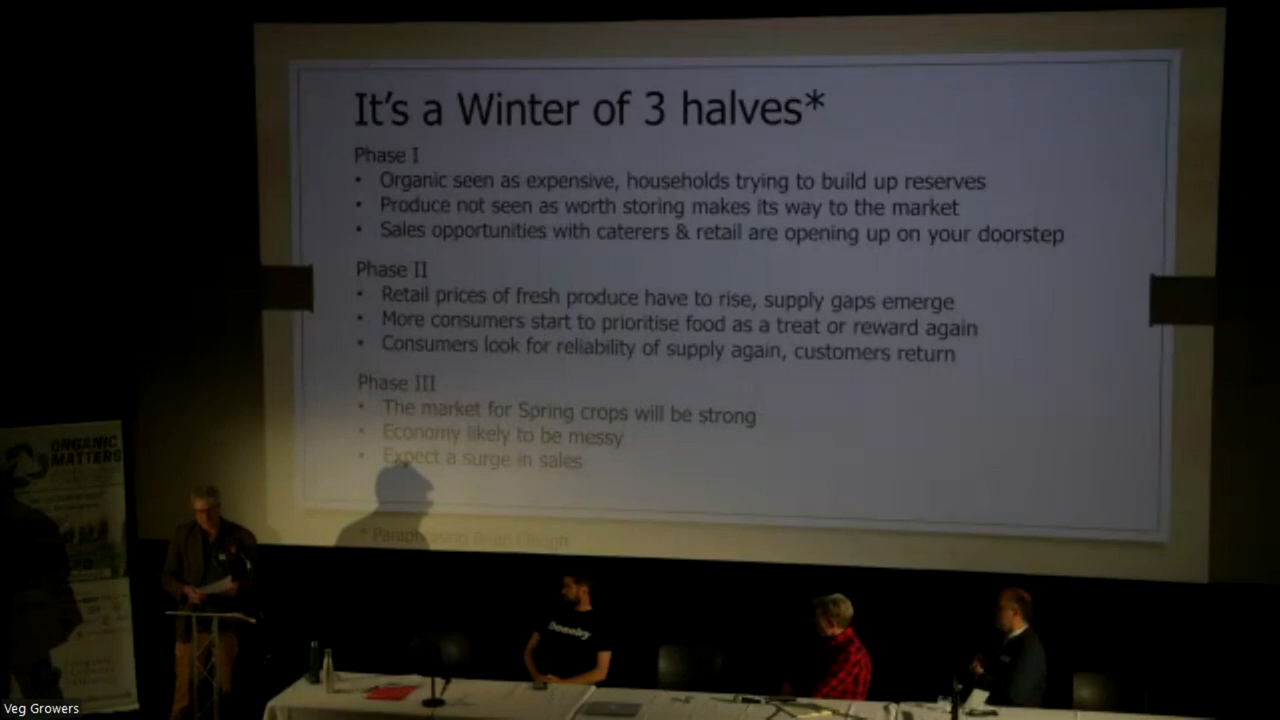 It's a Winter of 3 halves*
Phase I
• Organic seen as expensive, households trying to build up reserves
• Produce not seen as worth storing makes its way to the market
• Sales opportunities with caterers & retail are opening up on your doorstep
Phase II
• Retail prices of fresh produce have to rise, supply gaps emerge
• More consumers start to prioritise food as a treat or reward again
• Consumers look for reliability of supply again, customers return
Phase III
• The market for Spring crops will be strong
• Economy likely to be messy
• Expect a surge in sales
* Paraphrasing Brian Clough
ORGANIC
MATTERS
Veg Growers